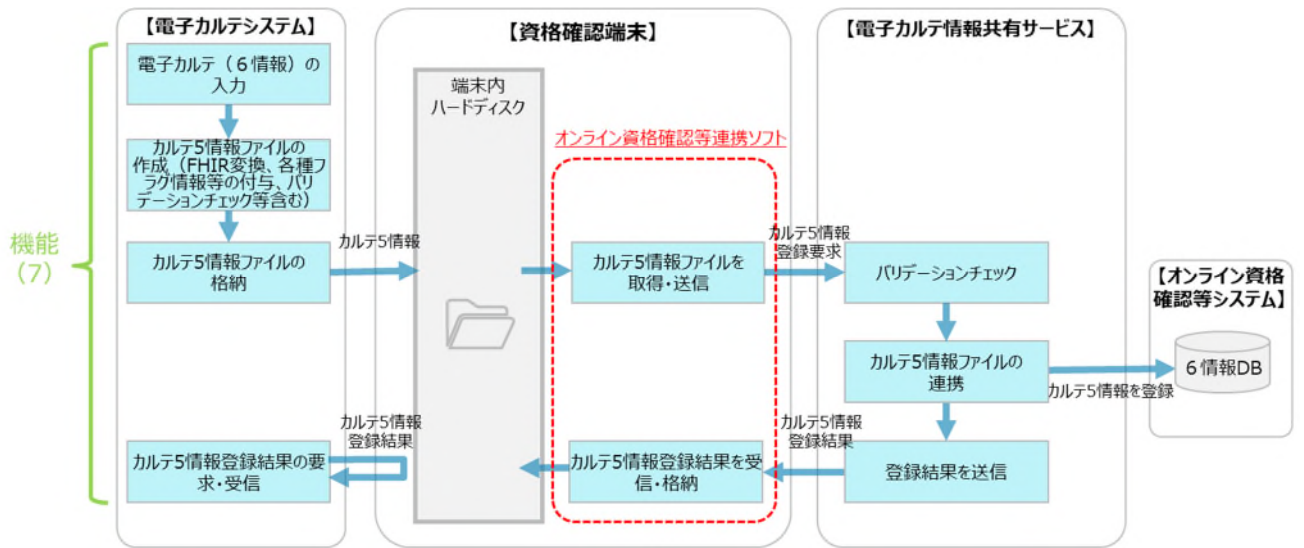 【電子カルテシステム】
電子カルテ（６情報）の
入力
カルテ5情報ファイルの
作成（FHIR変換、各種フ
ラグ情報等の付与、バリ
デーションチェック等含む）
カルテ5情報ファイルの
格納
カルテ5情報登録結果の要
求・受信
機能
（7）
カルテ5情報
カルテ5情報
登録結果
【資格確認端末】
端末内
ハードディスク
オンライン資格確認等連携ソフト
カルテ5情報ファイルを
取得・送信
カルテ5情報登録結果を受
信・格納
カルテ5情報
登録要求
カルテ5情報
登録結果
【電子カルテ情報共有サービス】
バリデーションチェック
カルテ5情報ファイルの
連携
登録結果を送信
カルテ5情報を登録
【オンライン資格
確認等システム】
６情報DB